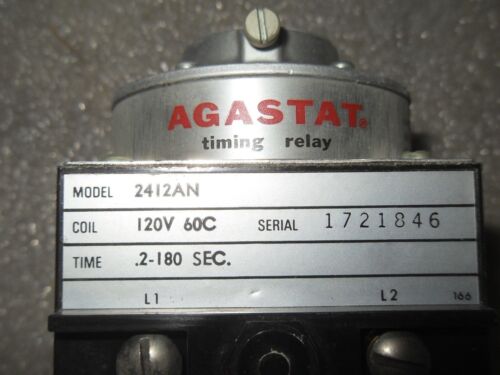 AGASTAT®
timing relay
MODEL 2412AN
COIL 120V 60C SERIAL 1721846
TIME .2-180 SEC.
L1 L2 166